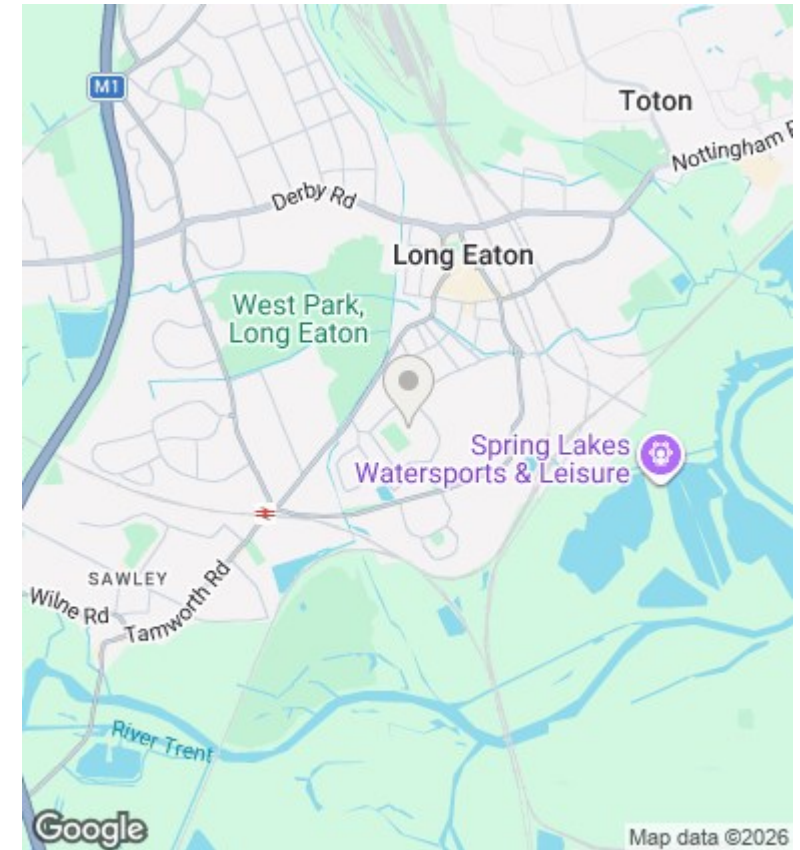 M1
Toton
Nottingham
Derby Rd
Long Eaton
West Park,
Long Eaton
Spring Lakes
Watersports & Leisure
SAWLEY
Wilne Rd
Tamworth Rd
River Trent
Google
Map data ©2026